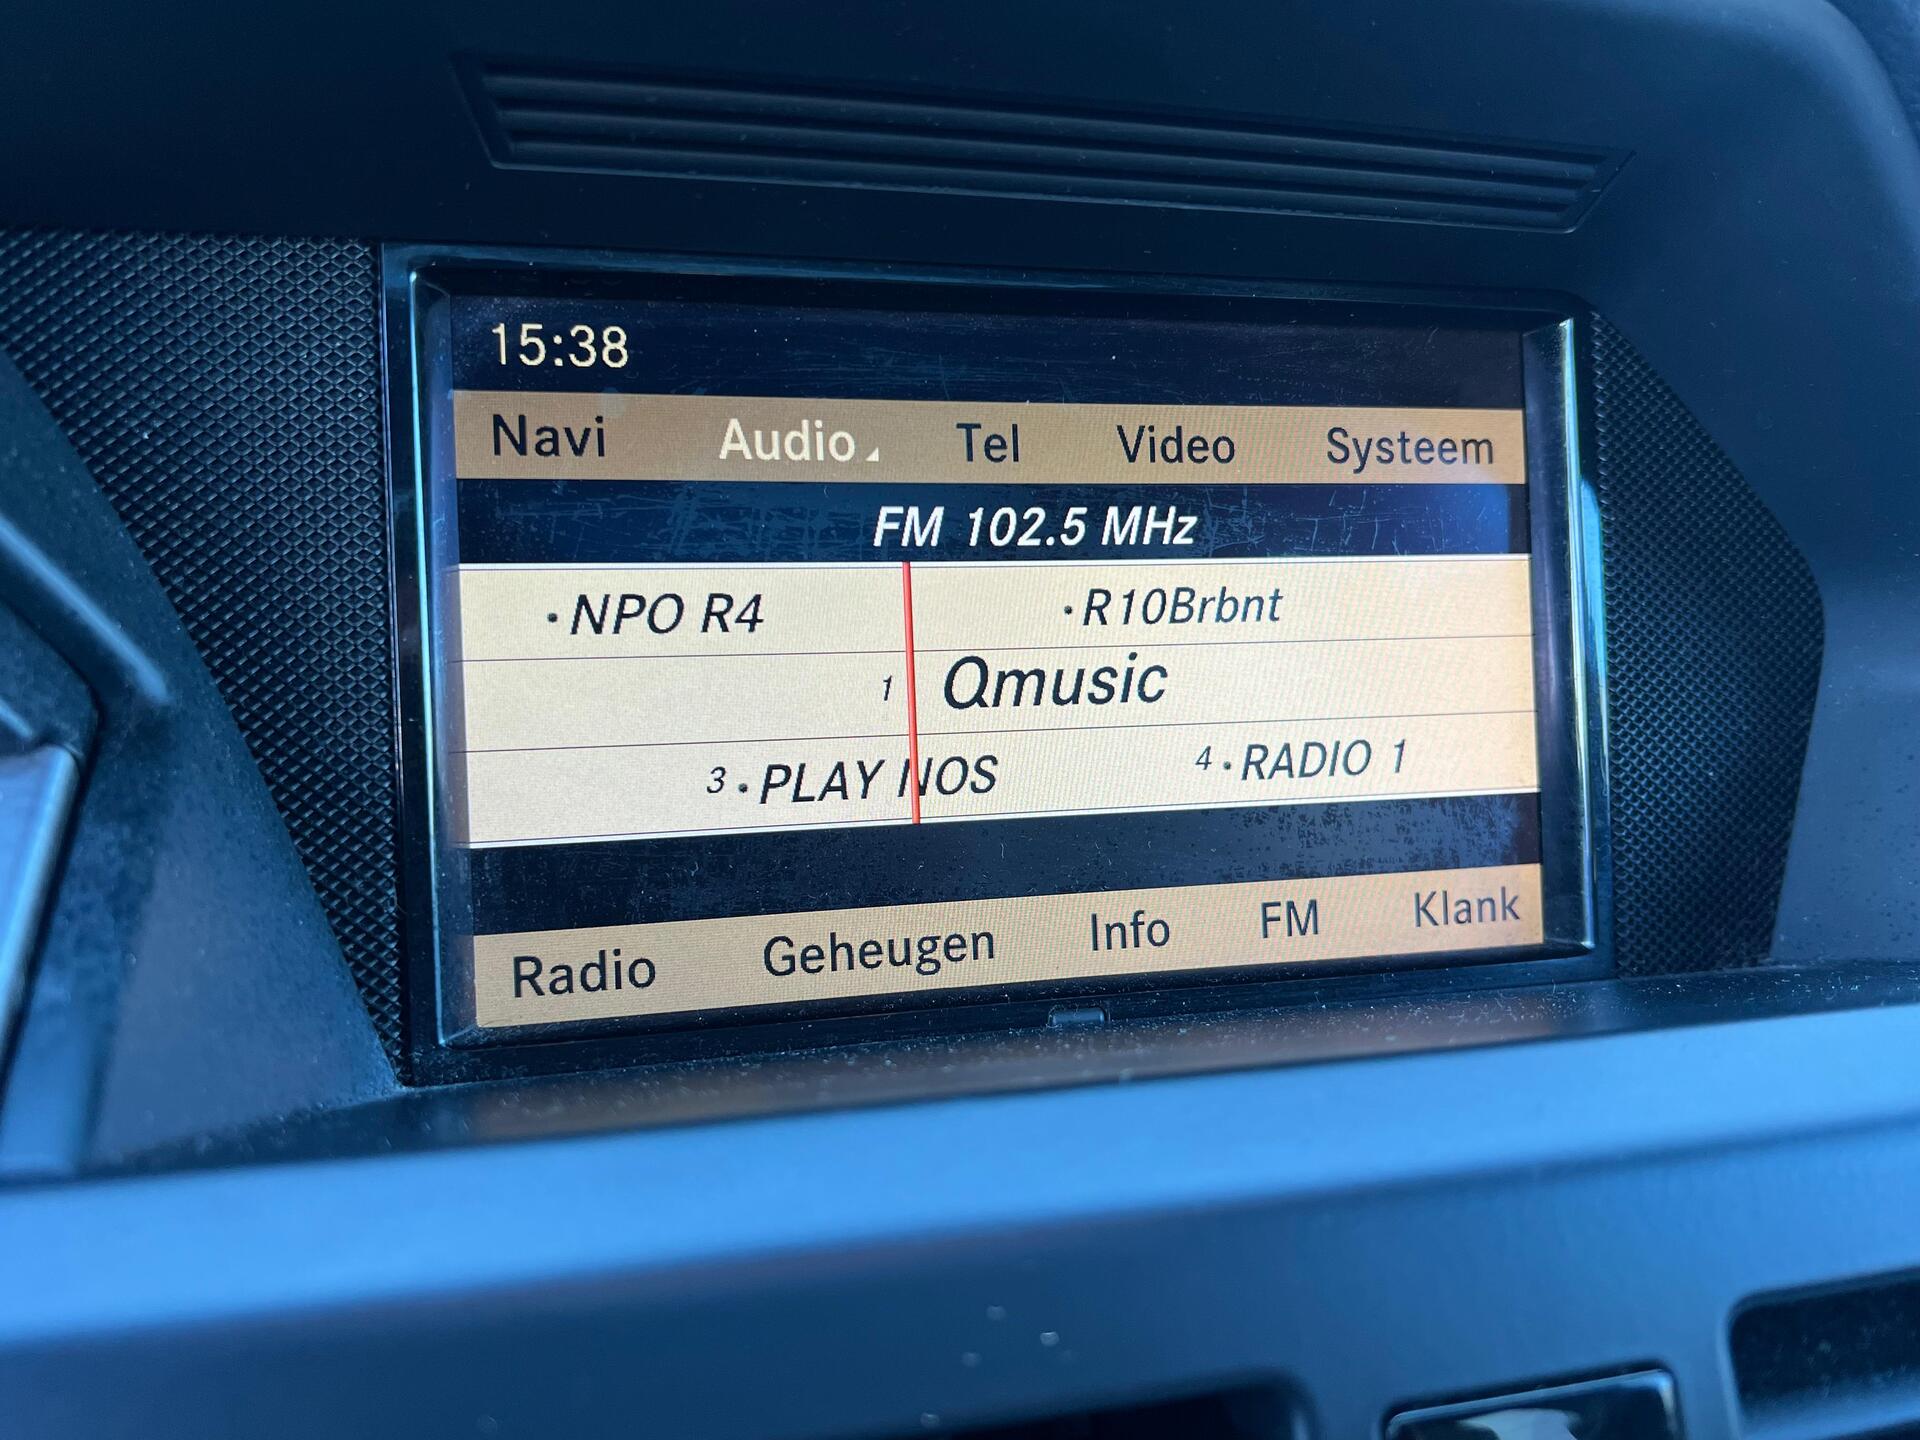 15:38
Navi Audio Tel Video Systeem
FM 102.5 MHz
·NPO R4 ·R10Brbnt
1 Qmusic
3·PLAY NOS 4·RADIO 1
Radio Geheugen Info FM Klank